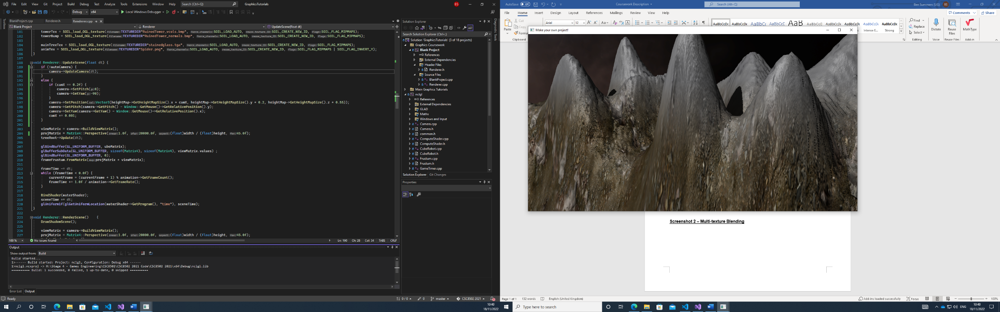 File Edit View Git Project Build Debug Test Analyze Tools Extensions Window Help Search (Ctrl+Q) GraphicsTutorials BS
Debug x64 Local Windows Debugger
Toolbox
BlankProject.cpp Renderer.h Renderer.cpp
Blank Project Renderer UpdateScene(float dt)
181 towerTex = SOIL_load_OGL_texture(filename:TEXTUREDIR"RuinedTower_vcols.bmp", force_channels:SOIL_LOAD_AUTO, reuse_texture_ID:SOIL_CREATE_NEW_ID, flags:SOIL_FLAG_MIPMAPS);
182 towerBump = SOIL_load_OGL_texture(filename:TEXTUREDIR"RuinedTower_normals.bmp", force_channels:SOIL_LOAD_AUTO, reuse_texture_ID:SOIL_CREATE_NEW_ID, flags:SOIL_FLAG_MIPMAPS);
183
184 mainTreeTex = SOIL_load_OGL_texture(filename:TEXTUREDIR"stainedglass.tga", force_channels:SOIL_LOAD_AUTO, reuse_texture_ID:SOIL_CREATE_NEW_ID, flags:SOIL_FLAG_MIPMAPS);
185 animTex = SOIL_load_OGL_texture(filename:TEXTUREDIR"Spider.png", force_channels:SOIL_LOAD_AUTO, reuse_texture_ID:SOIL_CREATE_NEW_ID, flags:SOIL_FLAG_MIPMAPS | SOIL_FLAG_INVERT_Y);
186 }
187
188 void Renderer::UpdateScene(float dt) {
189 if (!autoCamera) {
190 camera->UpdateCamera(dt);
191 }
192 else {
193 if (camX == 0.2f) {
194 camera->SetPitch(p:0);
195 camera->SetYaw(y:-90);
196 }
197 camera->SetPosition(val:Vector3(heightMap->GetHeightMapSize().x * camX, heightMap->GetHeightMapSize().y * 0.2, heightMap->GetHeightMapSize().z * 0.55));
198 camera->SetPitch(camera->GetPitch() - Window::GetMouse()->GetRelativePosition().y);
199 camera->SetYaw(camera->GetYaw() - Window::GetMouse()->GetRelativePosition().x);
200 camX += 0.001;
201 }
202
203 viewMatrix = camera->BuildViewMatrix();
204 projMatrix = Matrix4::Perspective(znear:1.0f, zfar:20000.0f, aspect:(float)width / (float)height, fov:45.0f);
205 treeRoot->Update(dt);
206
207 glBindBuffer(GL_UNIFORM_BUFFER, uboMatrix);
208 glBufferSubData(GL_UNIFORM_BUFFER, sizeof(Matrix4), sizeof(Matrix4), viewMatrix.values) ;
209 glBindBuffer(GL_UNIFORM_BUFFER, 0);
210 frameFrustum.FromMatrix(mvp:projMatrix * viewMatrix);
211
212 frameTime -= dt;
213 while (frameTime < 0.0f) {
214 currentFrame = (currentFrame + 1) % animation->GetFrameCount();
215 frameTime += 1.0f / animation->GetFrameRate();
216 }
217
218 BindShader(waterShader);
219 sceneTime += dt;
220 glUniform1f(glGetUniformLocation(waterShader->GetProgram(), "time"), sceneTime);
221 }
222
223 void Renderer::RenderScene() {
224 DrawShadowScene();
225
226 viewMatrix = camera->BuildViewMatrix();
227 projMatrix = Matrix4::Perspective(znear:1.0f, zfar:20000.0f, aspect:(float)width / (float)height, fov:45.0f);
100 % No issues found Ln: 190 Ch: 28 Col: 34 TABS CRLF
Output
Show output from: Build
Build started...
1>------ Build started: Project: nclgl, Configuration: Debug x64 ------
1>nclgl.vcxproj -> H:\Stage 4 - Games Engineering\CSC8502\CSC8502 2021 Code\CSC8502 2021\x64\Debug\nclgl.lib
========== Build: 1 succeeded, 0 failed, 1 up-to-date, 0 skipped ==========
Error List Output
Ready 0 / 0 0 master CSC8502 2021 1
Solution Explorer
Search Solution Explorer (Ctrl+;)
Solution 'GraphicsTutorials' (3 of 18 projects)
Graphics Coursework
Blank Project
References
External Dependencies
Header Files
Renderer.h
Source Files
BlankProject.cpp
Renderer.cpp
Main Graphics Tutorials
nclgl
References
External Dependencies
GLAD
Maths
Windows and Input
Camera.cpp
Camera.h
common.h
ComputeShader.cpp
ComputeShader.h
CubeRobot.cpp
CubeRobot.h
Frustum.cpp
Frustum.h
GameTimer.cpp
Solution Explorer Git Changes
Properties
Diagnostic Tools
10:40
18/11/2022
AutoSave Off Coursework Description Search (Alt+Q) Ben Summers (UG) BS
File Home Insert Design Layout References Mailings Review View Help Comments Share
Paste Cut Copy Forma
Clipboard
Arial 12
AaBbCcDc AaBbCcDc AaBbCc AaBbCcD AaB AaBbCcD AaBbCcDc AaBbCcDc AaBbCcDc AaBbCcDc
Intense E... Strong
Find Replace Select
Editing
Dictate
Voice
Reuse Files
Reuse Files
MathType
Add-in
Make your own project!
Screenshot 2 – Multi-texture Blending
Page 1 of 1 132 words English (United Kingdom) Add-ins loaded successfully Focus 100%
Type here to search
ENG 10:40
18/11/2022